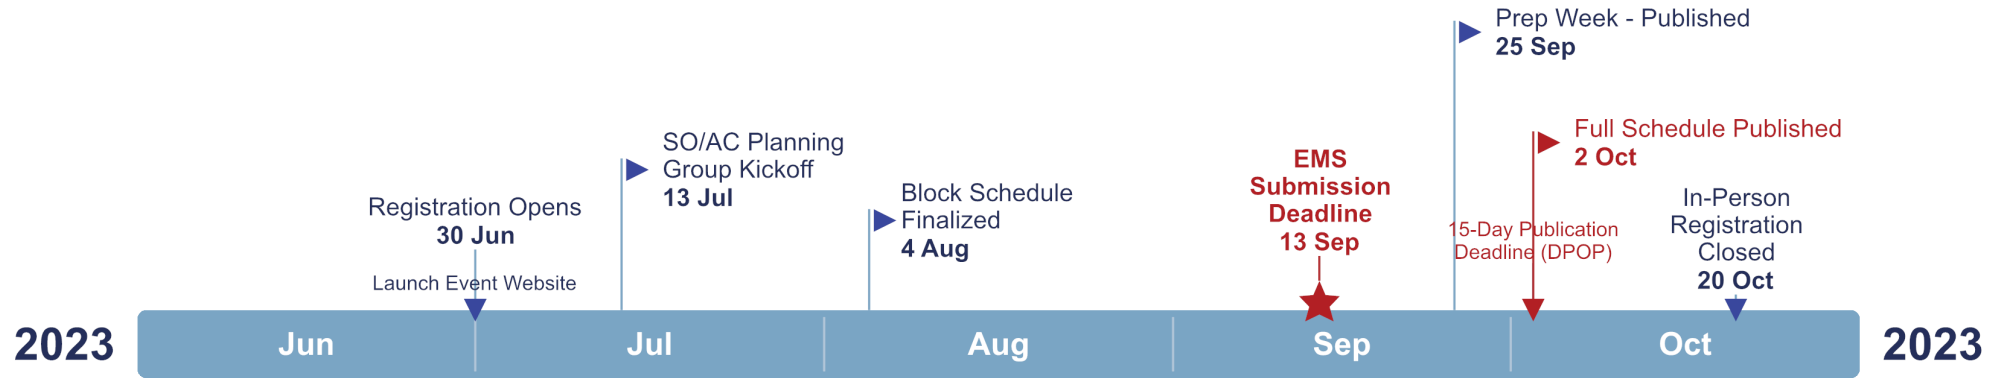 Registration Opens
30 Jun
Launch Event Website
SO/AC Planning
Group Kickoff
13 Jul
Block Schedule
Finalized
4 Aug
EMS
Submission
Deadline
13 Sep
Prep Week - Published
25 Sep
Full Schedule Published
2 Oct
15-Day Publication
Deadline (DPOP)
In-Person
Registration
Closed
20 Oct
2023
Jun
Jul
Aug
Sep
Oct
2023